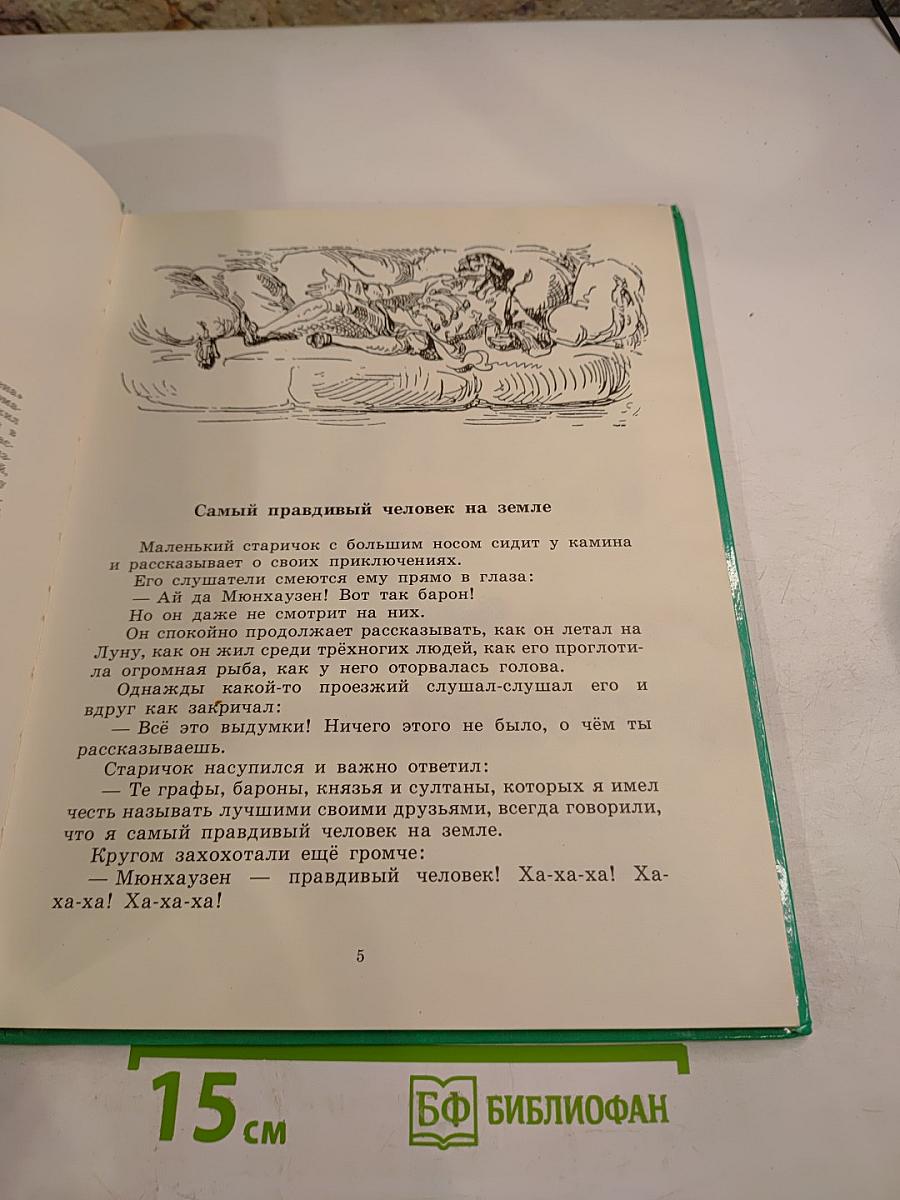 Самый правдивый человек на земле
Маленький старичок с большим носом сидит у камина
и рассказывает о своих приключениях.
Его слушатели смеются ему прямо в глаза:
— Ай да Мюнхаузен! Вот так барон!
Но он даже не смотрит на них.
Он спокойно продолжает рассказывать, как он летал на
Луну, как он жил среди трёхногих людей, как его проглоти-
ла огромная рыба, как у него оторвалась голова.
Однажды какой-то проезжий слушал-слушал его и
вдруг как закричал:
— Всё это выдумки! Ничего этого не было, о чём ты
рассказываешь.
Старичок насупился и важно ответил:
— Те графы, бароны, князья и султаны, которых я имел
честь называть лучшими своими друзьями, всегда говорили,
что я самый правдивый человек на земле.
Кругом захохотали ещё громче:
— Мюнхаузен — правдивый человек! Ха-ха-ха! Ха-
ха-ха! Ха-ха-ха!
5
15 см
БФ БИБЛИОФАН